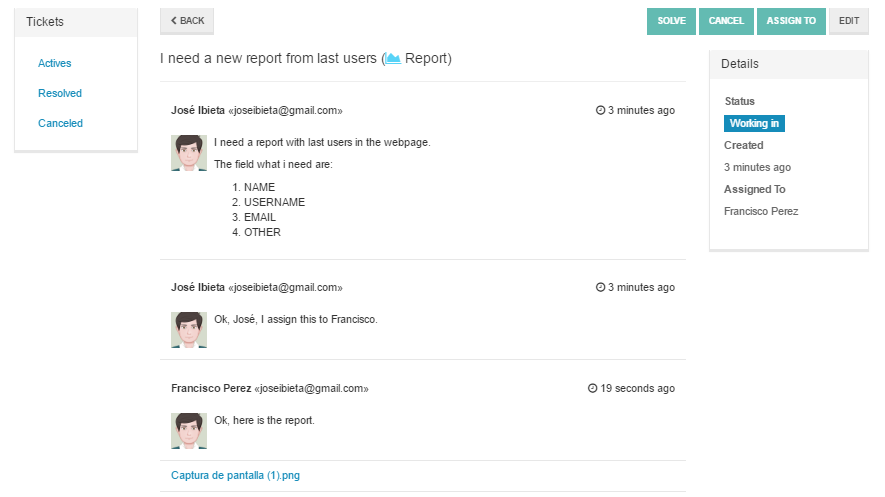 Tickets
Actives
Resolved
Canceled
BACK
SOLVE
CANCEL
ASSIGN TO
EDIT
I need a new report from last users ( Report)
José Ibieta «joseibieta@gmail.com»
3 minutes ago
I need a report with last users in the webpage.
The field what i need are:
1. NAME
2. USERNAME
3. EMAIL
4. OTHER
José Ibieta «joseibieta@gmail.com»
3 minutes ago
Ok, José, I assign this to Francisco.
Francisco Perez «joseibieta@gmail.com»
19 seconds ago
Ok, here is the report.
Captura de pantalla (1).png
Details
Status
Working in
Created
3 minutes ago
Assigned To
Francisco Perez